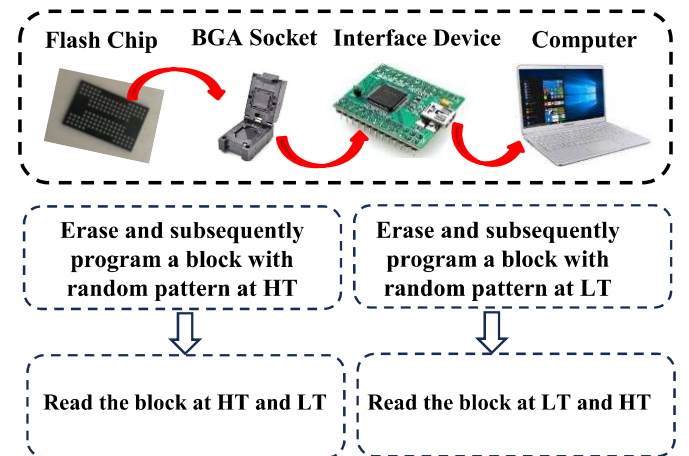 Flash Chip BGA Socket Interface Device Computer
Erase and subsequently
program a block with
random pattern at HT
Erase and subsequently
program a block with
random pattern at LT
Read the block at HT and LT
Read the block at LT and HT